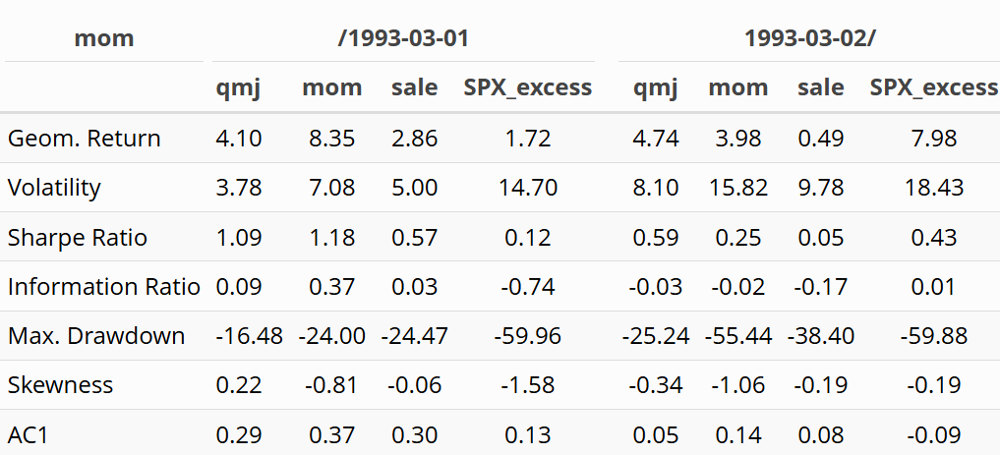 mom /1993-03-01 1993-03-02/
qmj mom sale SPX_excess qmj mom sale SPX_excess
Geom. Return 4.10 8.35 2.86 1.72 4.74 3.98 0.49 7.98
Volatility 3.78 7.08 5.00 14.70 8.10 15.82 9.78 18.43
Sharpe Ratio 1.09 1.18 0.57 0.12 0.59 0.25 0.05 0.43
Information Ratio 0.09 0.37 0.03 -0.74 -0.03 -0.02 -0.17 0.01
Max. Drawdown -16.48 -24.00 -24.47 -59.96 -25.24 -55.44 -38.40 -59.88
Skewness 0.22 -0.81 -0.06 -1.58 -0.34 -1.06 -0.19 -0.19
AC1 0.29 0.37 0.30 0.13 0.05 0.14 0.08 -0.09